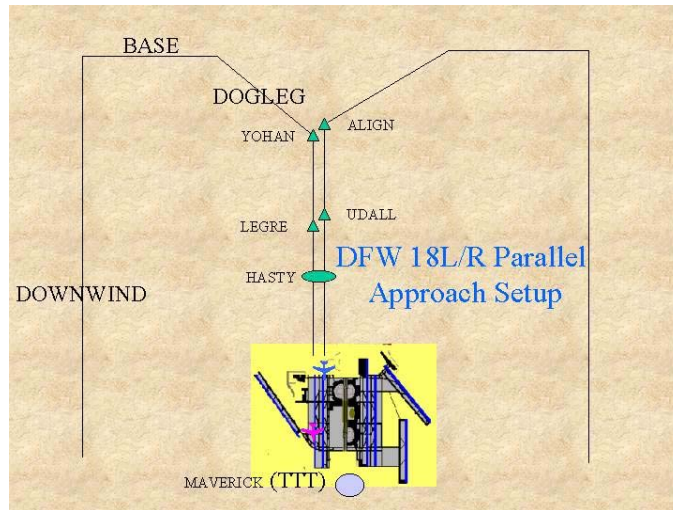 BASE
DOGLEG
YOHAN
ALIGN
LEGRE
UDALL
HASTY
DFW 18L/R Parallel
Approach Setup
DOWNWIND
MAVERICK (TTT)